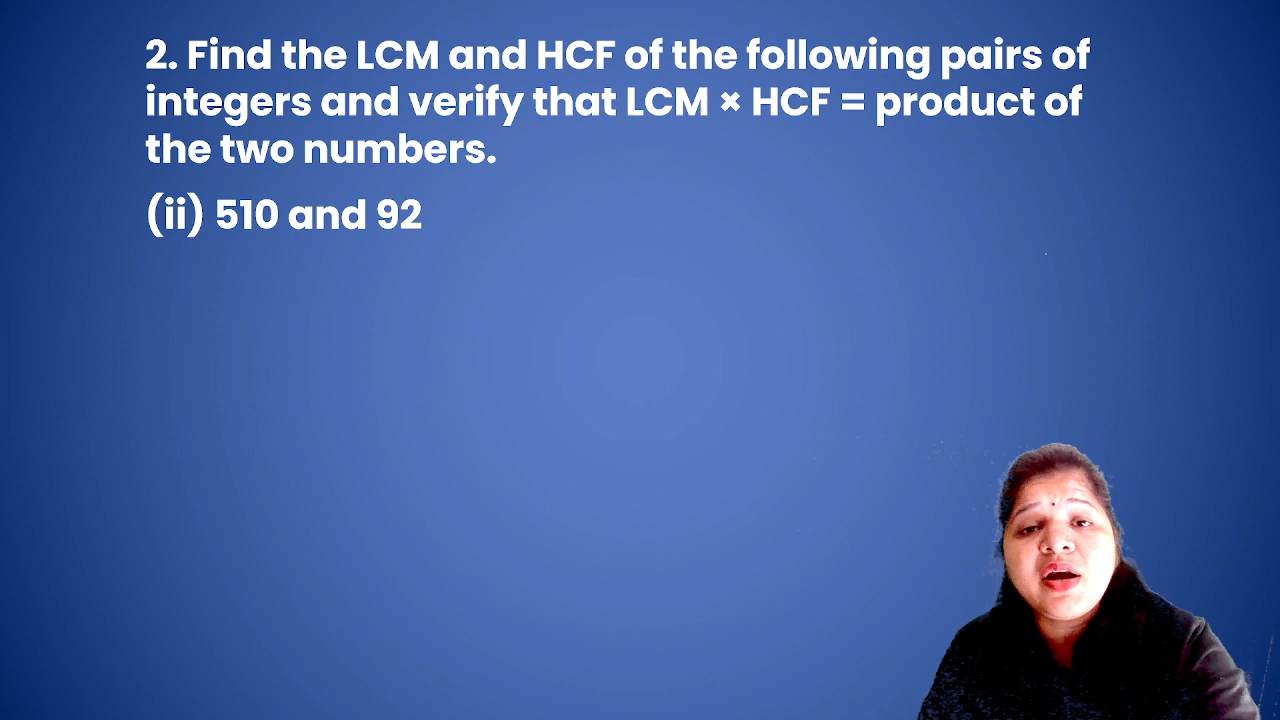 2. Find the LCM and HCF of the following pairs of
integers and verify that LCM × HCF = product of
the two numbers.
(ii) 510 and 92